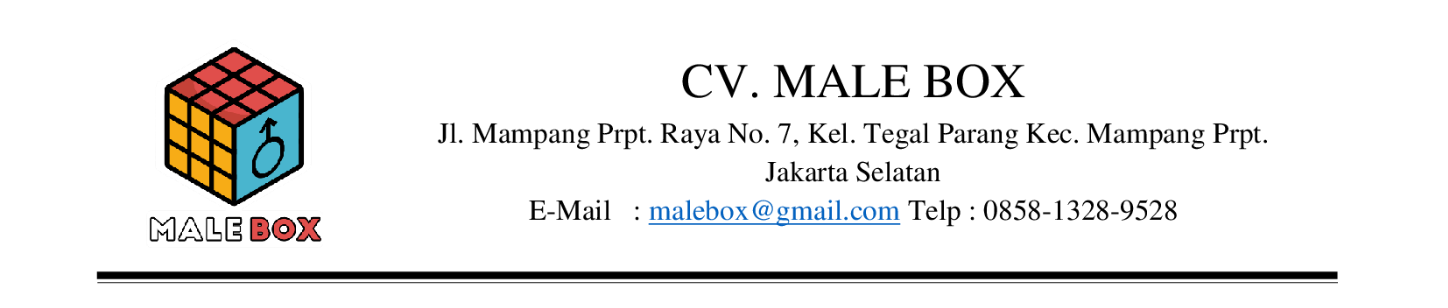 CV. MALE BOX
Jl. Mampang Prpt. Raya No. 7, Kel. Tegal Parang Kec. Mampang Prpt.
Jakarta Selatan
E-Mail : malebox@gmail.com Telp : 0858-1328-9528
MALE BOX